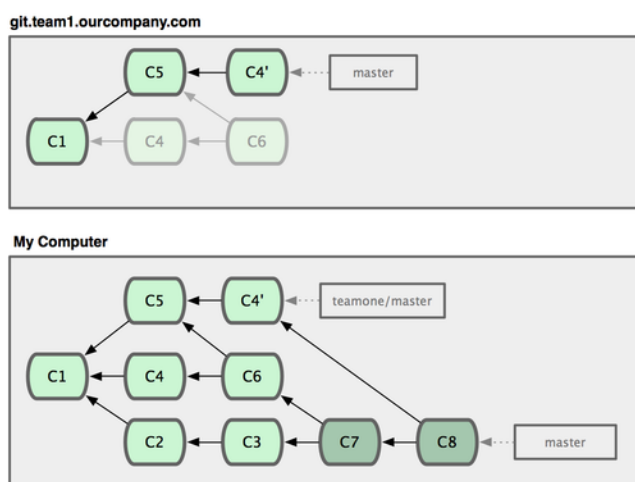 git.team1.ourcompany.com
C5 C4' master
C1 C4 C6
My Computer
C5 C4' teamone/master
C1 C4 C6
C2 C3 C7 C8 master